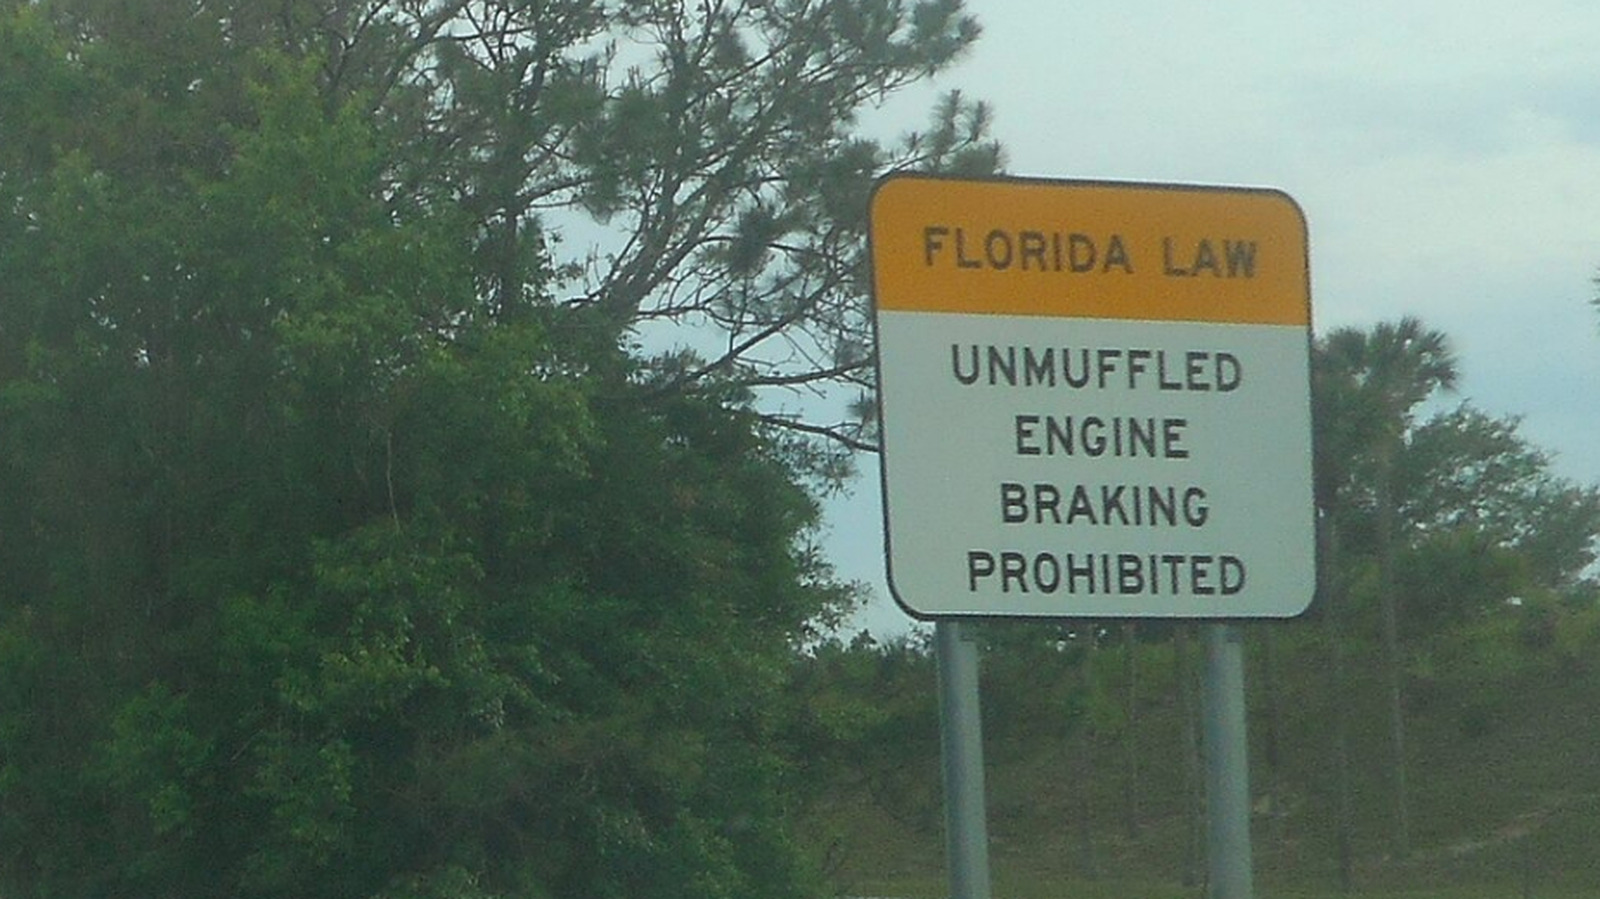 FLORIDA LAW
UNMUFFLED
ENGINE
BRAKING
PROHIBITED